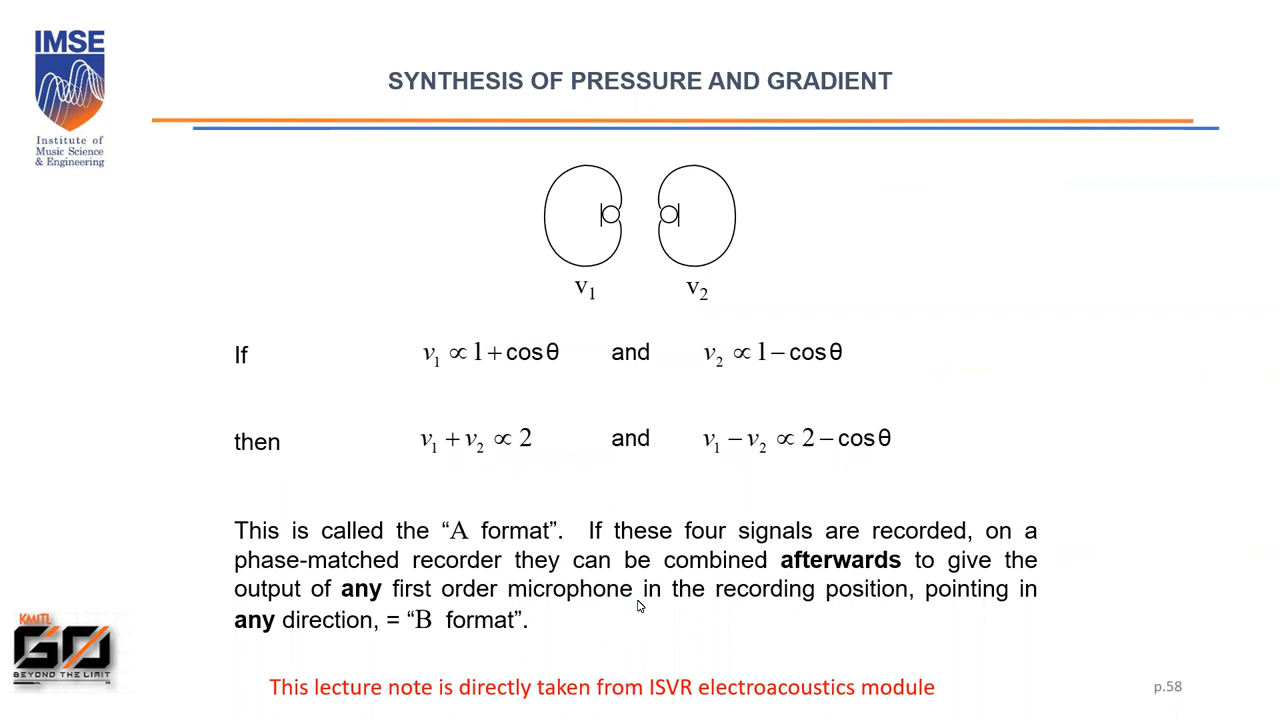 IMSE
Institute of
Music Science
& Engineering
SYNTHESIS OF PRESSURE AND GRADIENT
v₁ v₂
If v₁ ∝ 1 + cosθ and v₂ ∝ 1 − cosθ
then v₁ + v₂ ∝ 2 and v₁ − v₂ ∝ 2 − cosθ
This is called the “A format”. If these four signals are recorded, on a
phase-matched recorder they can be combined afterwards to give the
output of any first order microphone in the recording position, pointing in
any direction, = “B format”.
KMITL
GO
BEYOND THE LIMIT
This lecture note is directly taken from ISVR electroacoustics module
p.58